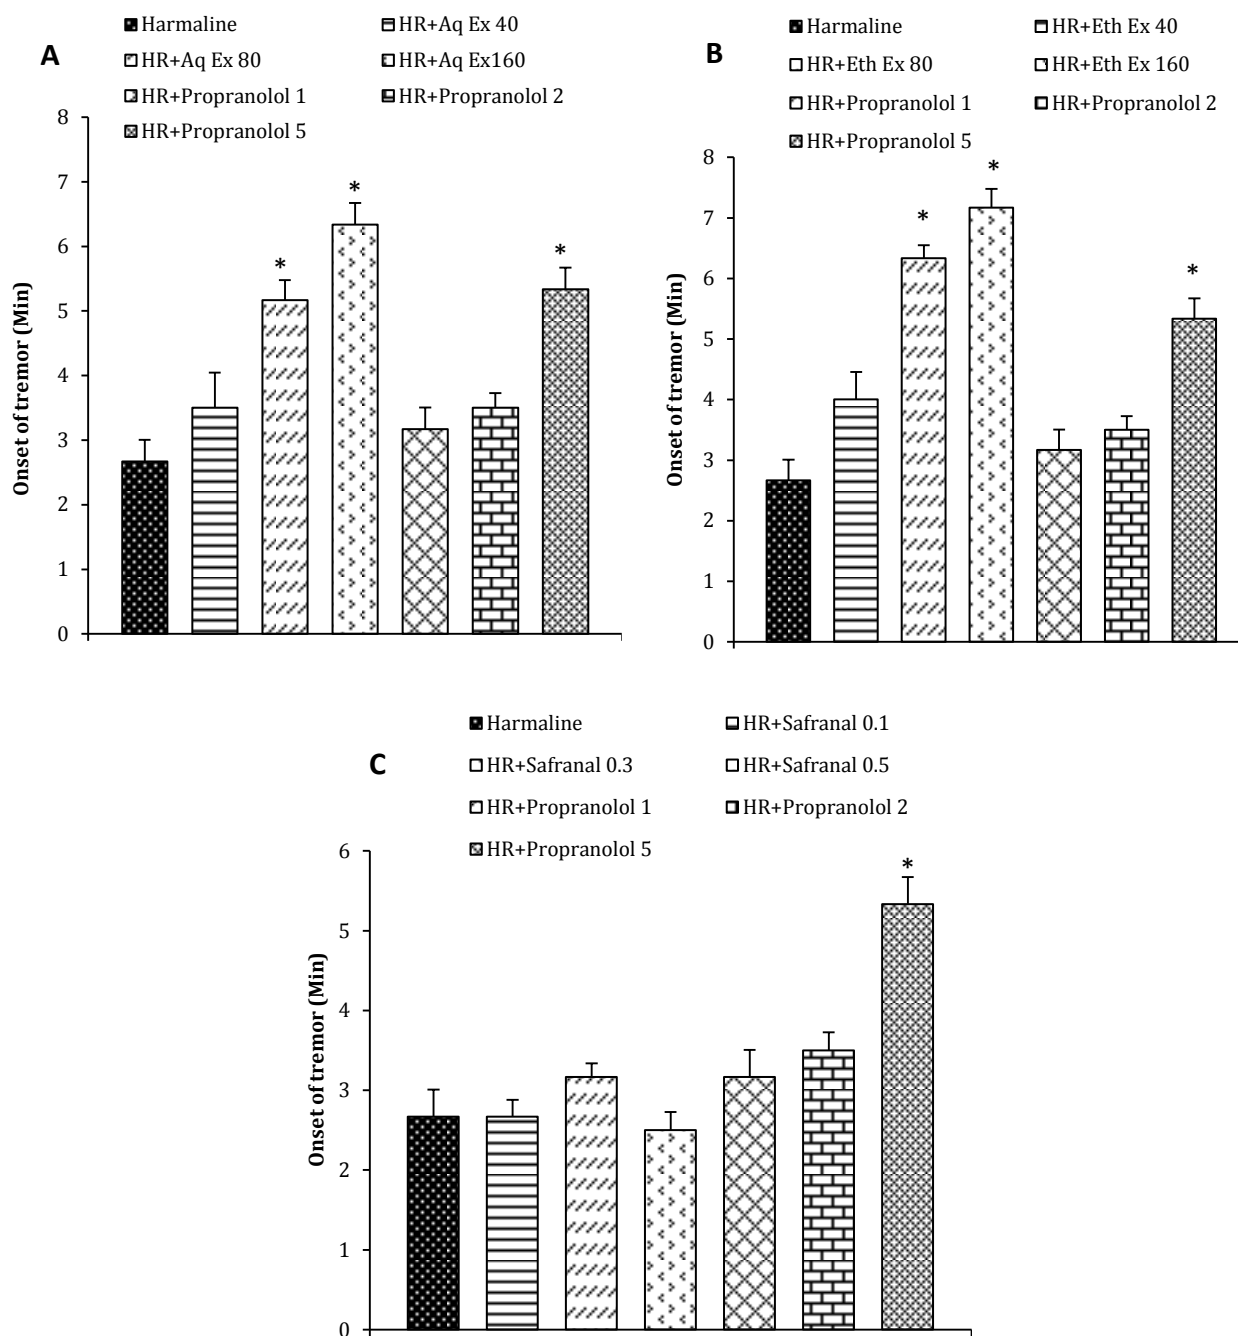 A
Harmaline HR+Aq Ex 40
HR+Aq Ex 80 HR+Aq Ex160
HR+Propranolol 1 HR+Propranolol 2
HR+Propranolol 5
8
7
6
5
4
3
2
1
0
Onset of tremor (Min)
* * *
B
Harmaline HR+Eth Ex 40
HR+Eth Ex 80 HR+Eth Ex 160
HR+Propranolol 1 HR+Propranolol 2
HR+Propranolol 5
8
7
6
5
4
3
2
1
0
Onset of tremor (Min)
* * *
C
Harmaline HR+Safranal 0.1
HR+Safranal 0.3 HR+Safranal 0.5
HR+Propranolol 1 HR+Propranolol 2
HR+Propranolol 5
6
5
4
3
2
1
0
Onset of tremor (Min)
*